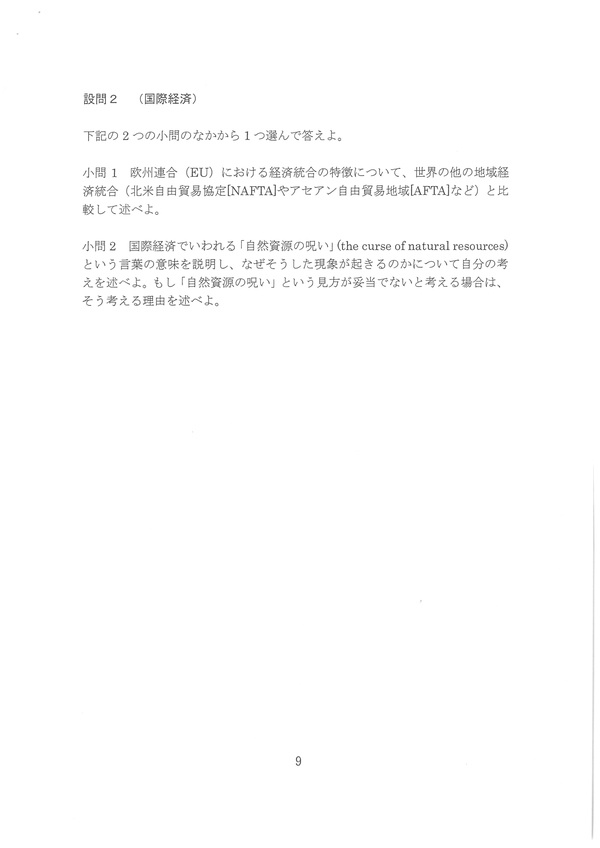 設問2　（国際経済）
下記の2つの小問のなかから1つ選んで答えよ。
小問1　欧州連合（EU）における経済統合の特徴について、世界の他の地域経
済統合（北米自由貿易協定[NAFTA]やアセアン自由貿易地域[AFTA]など）と比
較して述べよ。
小問2　国際経済でいわれる「自然資源の呪い」(the curse of natural resources)
という言葉の意味を説明し、なぜそうした現象が起きるのかについて自分の考
えを述べよ。もし「自然資源の呪い」という見方が妥当でないと考える場合は、
そう考える理由を述べよ。
9